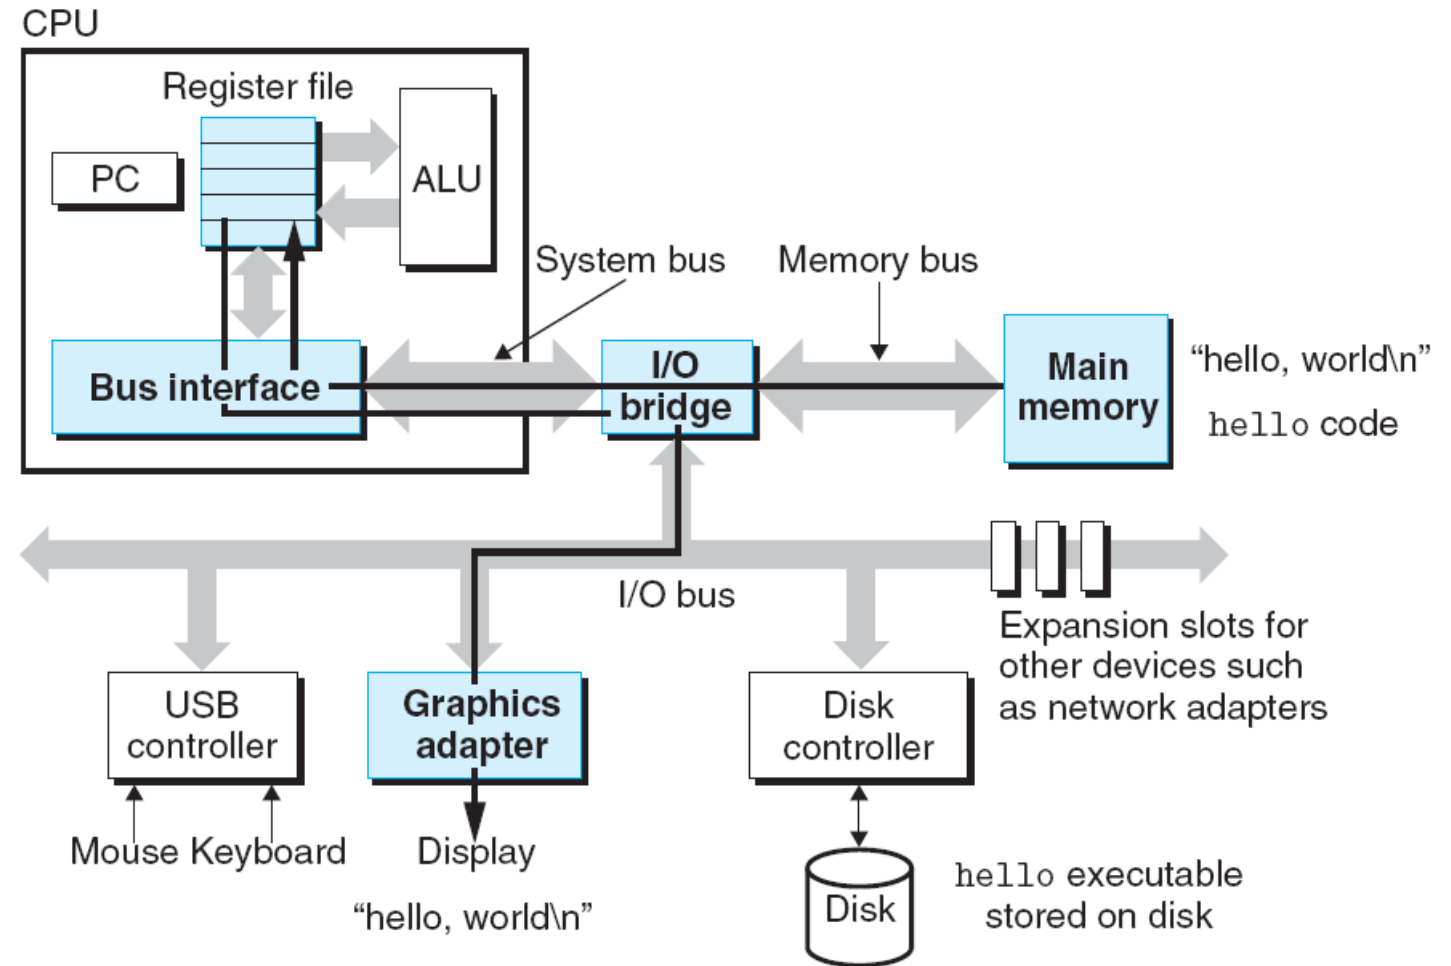 CPU
Register file
PC
ALU
System bus
Memory bus
Bus interface
I/O
bridge
Main
memory
“hello, world\n”
hello code
I/O bus
Expansion slots for
other devices such
as network adapters
USB
controller
Graphics
adapter
Disk
controller
Mouse Keyboard
Display
“hello, world\n”
Disk
hello executable
stored on disk